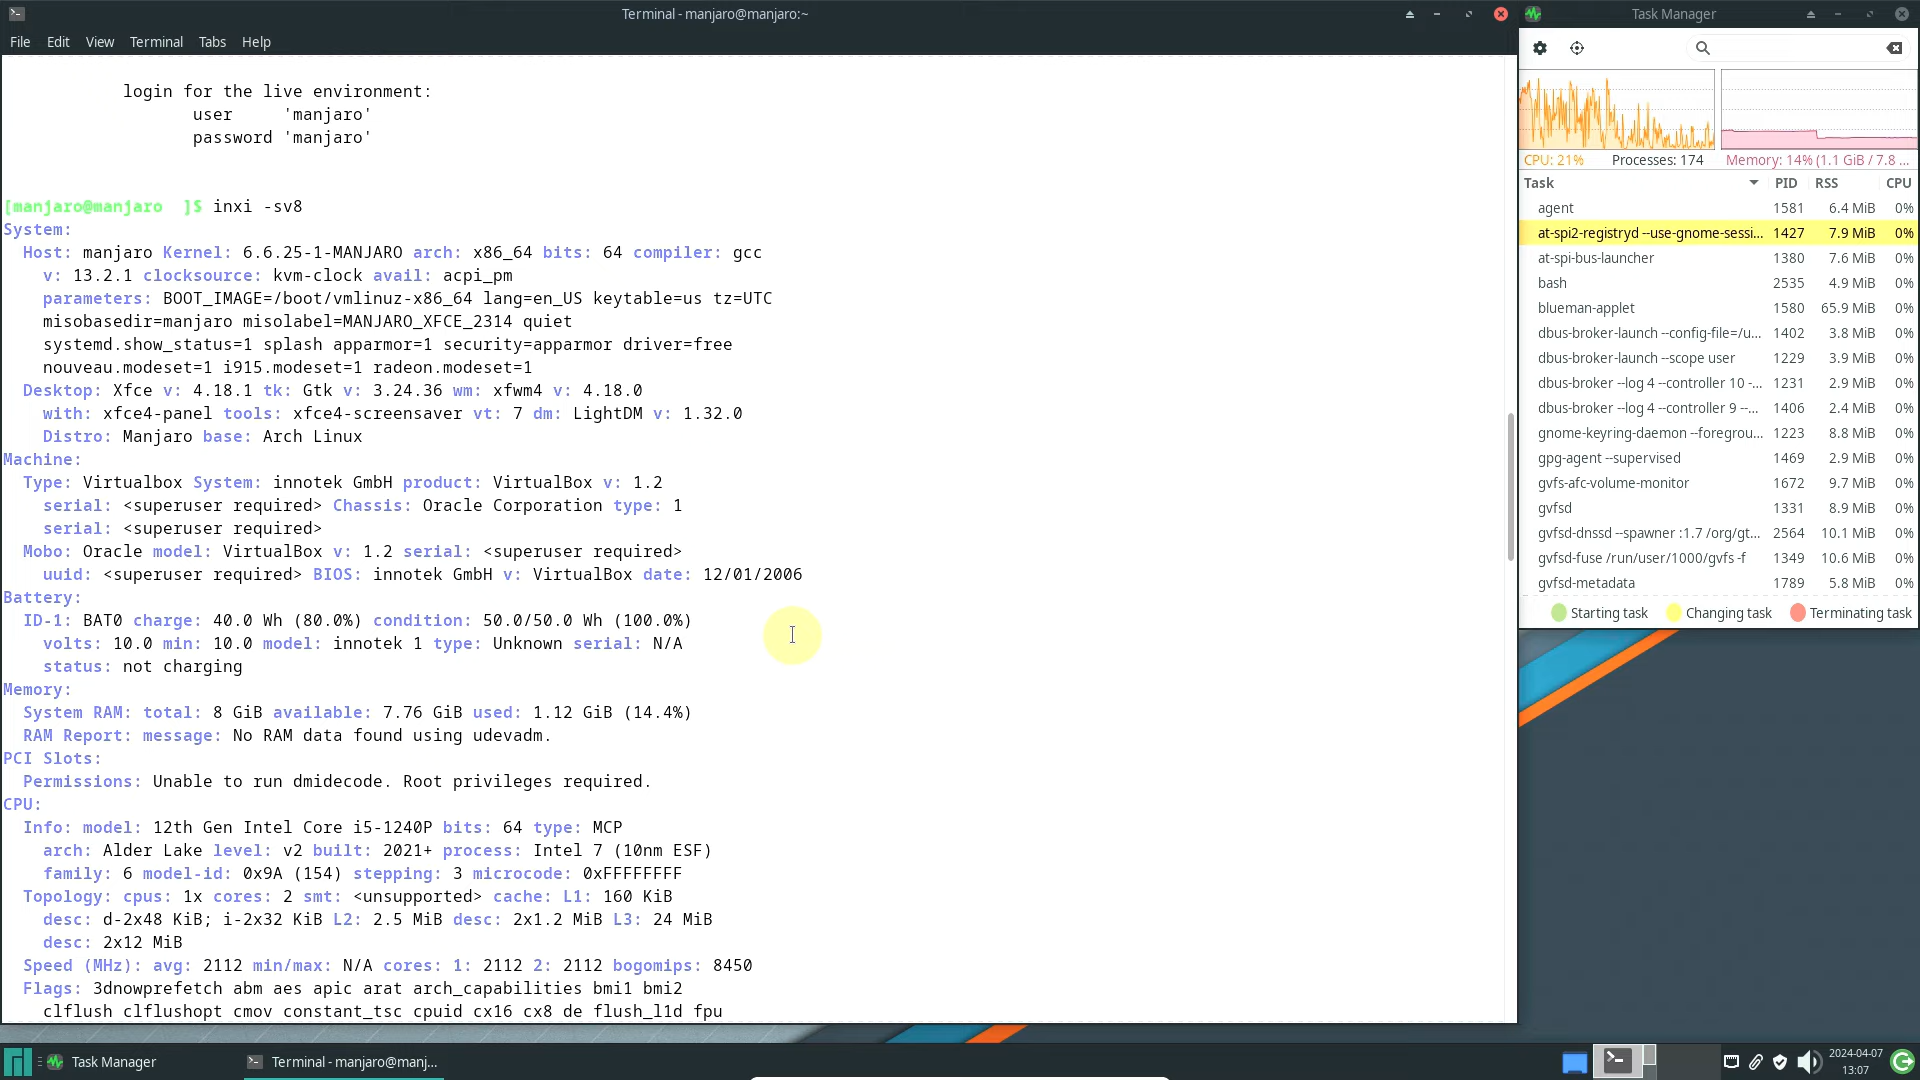 Terminal - manjaro@manjaro:~
File Edit View Terminal Tabs Help
login for the live environment:
user 'manjaro'
password 'manjaro'
[manjaro@manjaro ]$ inxi -sv8
System:
Host: manjaro Kernel: 6.6.25-1-MANJARO arch: x86_64 bits: 64 compiler: gcc
v: 13.2.1 clocksource: kvm-clock avail: acpi_pm
parameters: BOOT_IMAGE=/boot/vmlinuz-x86_64 lang=en_US keytable=us tz=UTC
misobasedir=manjaro misolabel=MANJARO_XFCE_2314 quiet
systemd.show_status=1 splash apparmor=1 security=apparmor driver=free
nouveau.modeset=1 i915.modeset=1 radeon.modeset=1
Desktop: Xfce v: 4.18.1 tk: Gtk v: 3.24.36 wm: xfwm4 v: 4.18.0
with: xfce4-panel tools: xfce4-screensaver vt: 7 dm: LightDM v: 1.32.0
Distro: Manjaro base: Arch Linux
Machine:
Type: Virtualbox System: innotek GmbH product: VirtualBox v: 1.2
serial: <superuser required> Chassis: Oracle Corporation type: 1
serial: <superuser required>
Mobo: Oracle model: VirtualBox v: 1.2 serial: <superuser required>
uuid: <superuser required> BIOS: innotek GmbH v: VirtualBox date: 12/01/2006
Battery:
ID-1: BAT0 charge: 40.0 Wh (80.0%) condition: 50.0/50.0 Wh (100.0%)
volts: 10.0 min: 10.0 model: innotek 1 type: Unknown serial: N/A
status: not charging
Memory:
System RAM: total: 8 GiB available: 7.76 GiB used: 1.12 GiB (14.4%)
RAM Report: message: No RAM data found using udevadm.
PCI Slots:
Permissions: Unable to run dmidecode. Root privileges required.
CPU:
Info: model: 12th Gen Intel Core i5-1240P bits: 64 type: MCP
arch: Alder Lake level: v2 built: 2021+ process: Intel 7 (10nm ESF)
family: 6 model-id: 0x9A (154) stepping: 3 microcode: 0xFFFFFFFF
Topology: cpus: 1x cores: 2 smt: <unsupported> cache: L1: 160 KiB
desc: d-2x48 KiB; i-2x32 KiB L2: 2.5 MiB desc: 2x1.2 MiB L3: 24 MiB
desc: 2x12 MiB
Speed (MHz): avg: 2112 min/max: N/A cores: 1: 2112 2: 2112 bogomips: 8450
Flags: 3dnowprefetch abm aes apic arat arch_capabilities bmi1 bmi2
clflush clflushopt cmov constant_tsc cpuid cx16 cx8 de flush_l1d fpu
Task Manager
CPU: 21% Processes: 174 Memory: 14% (1.1 GiB / 7.8 ...
Task PID RSS CPU
agent 1581 6.4 MiB 0%
at-spi2-registryd --use-gnome-sessi... 1427 7.9 MiB 0%
at-spi-bus-launcher 1380 7.6 MiB 0%
bash 2535 4.9 MiB 0%
blueman-applet 1580 65.9 MiB 0%
dbus-broker-launch --config-file=/u... 1402 3.8 MiB 0%
dbus-broker-launch --scope user 1229 3.9 MiB 0%
dbus-broker --log 4 --controller 10 -... 1231 2.9 MiB 0%
dbus-broker --log 4 --controller 9 --... 1406 2.4 MiB 0%
gnome-keyring-daemon --foregrou... 1223 8.8 MiB 0%
gpg-agent --supervised 1469 2.9 MiB 0%
gvfs-afc-volume-monitor 1672 9.7 MiB 0%
gvfsd 1331 8.9 MiB 0%
gvfsd-dnssd --spawner :1.7 /org/gt... 2564 10.1 MiB 0%
gvfsd-fuse /run/user/1000/gvfs -f 1349 10.6 MiB 0%
gvfsd-metadata 1789 5.8 MiB 0%
Starting task Changing task Terminating task
Task Manager
Terminal - manjaro@manj...
2024-04-07
13:07